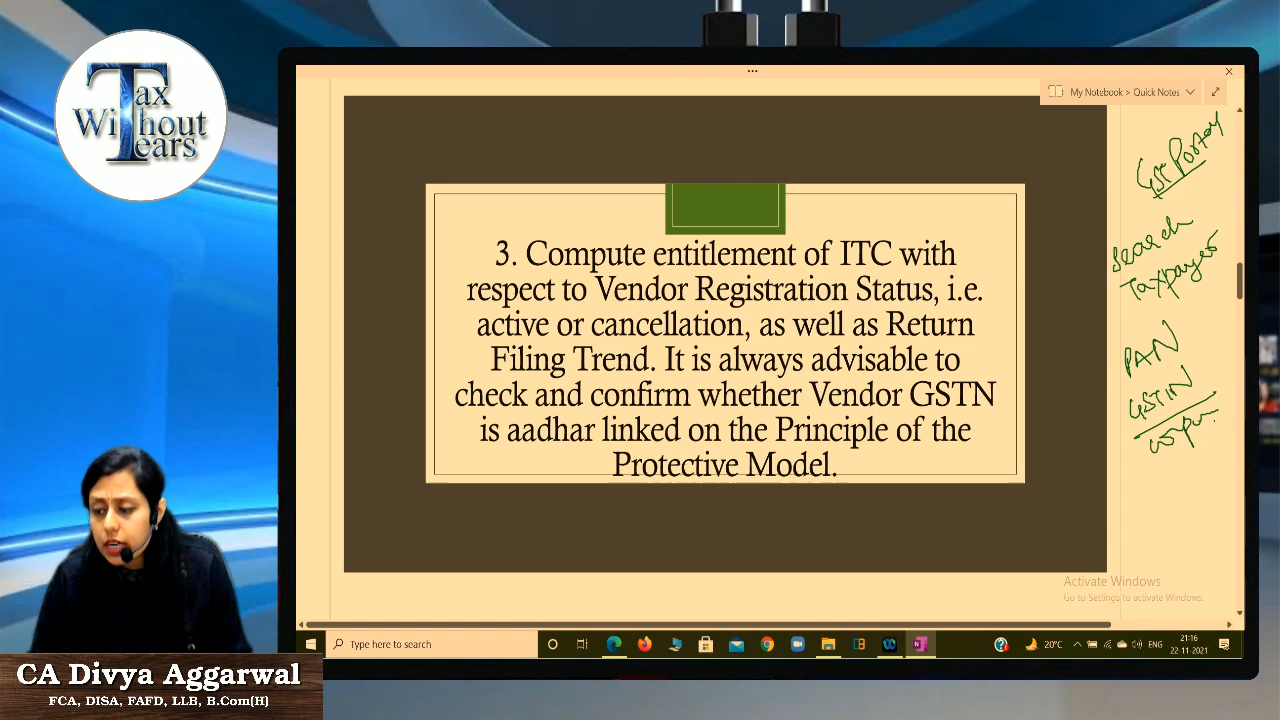 Tax
Without
Tears
My Notebook > Quick Notes
GST Portal
Search
Taxpayer
PAN
GSTIN
3. Compute entitlement of ITC with
respect to Vendor Registration Status, i.e.
active or cancellation, as well as Return
Filing Trend. It is always advisable to
check and confirm whether Vendor GSTN
is aadhar linked on the Principle of the
Protective Model.
Activate Windows
Go to Settings to activate Windows.
Type here to search
20°C
ENG
21:16
22-11-2021
CA Divya Aggarwal
FCA, DISA, FAFD, LLB, B.Com(H)